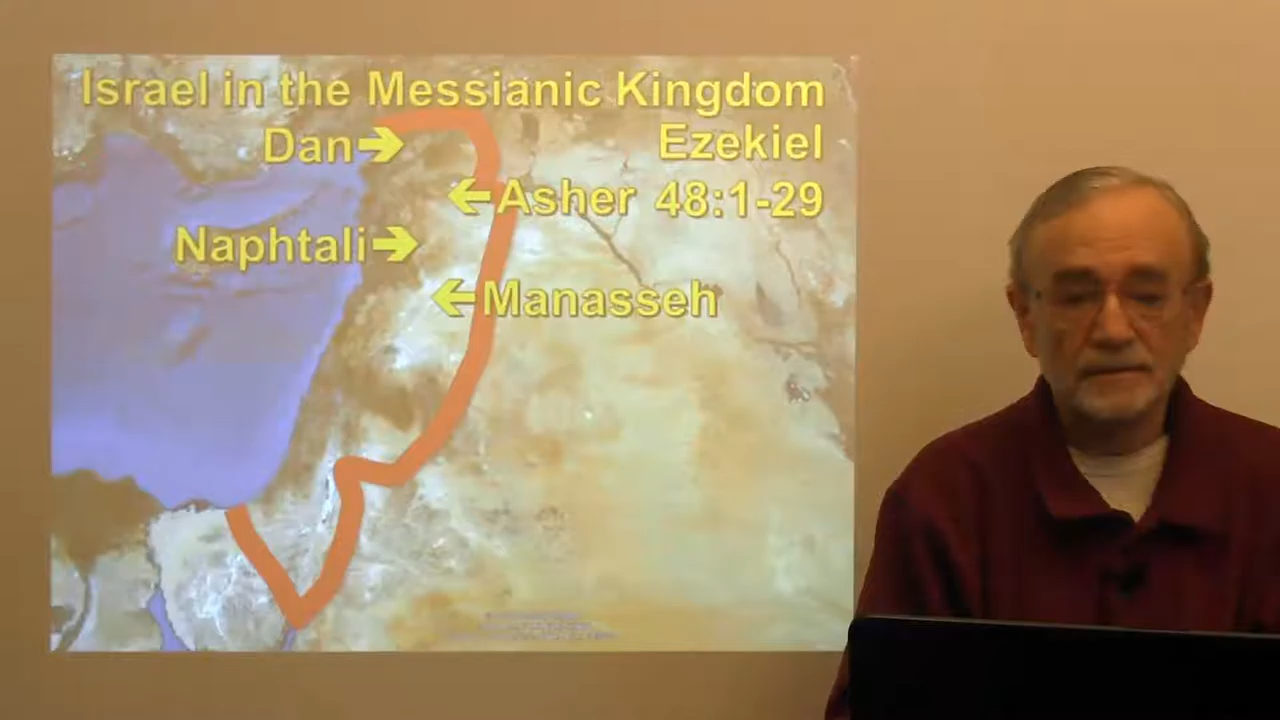 Israel in the Messianic Kingdom
Dan→ Ezekiel
←Asher 48:1-29
Naphtali→
←Manasseh